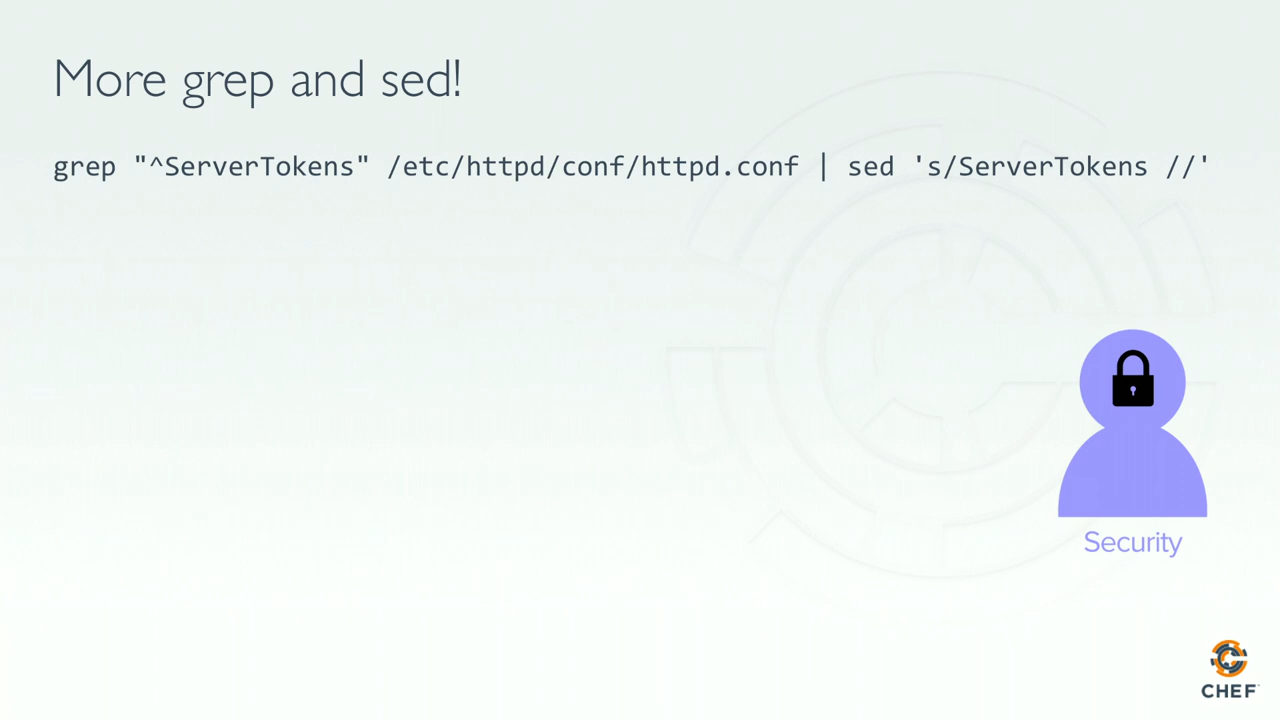 More grep and sed!
grep "^ServerTokens" /etc/httpd/conf/httpd.conf | sed 's/ServerTokens //'
Security
CHEF